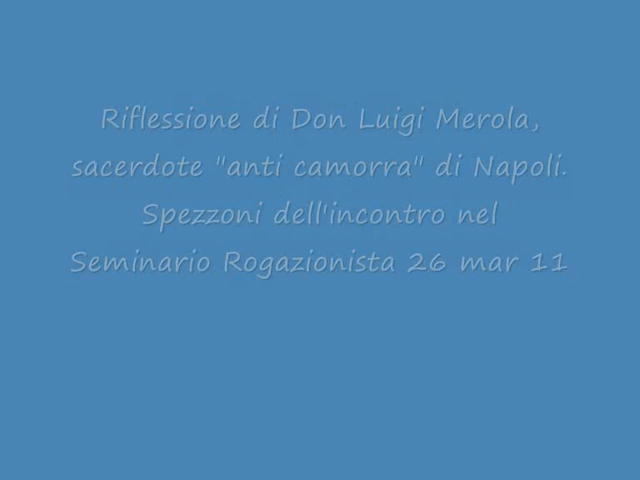 Riflessione di Don Luigi Merola,
sacerdote "anti camorra" di Napoli.
Spezzoni dell'incontro nel
Seminario Rogazionista 26 mar 11